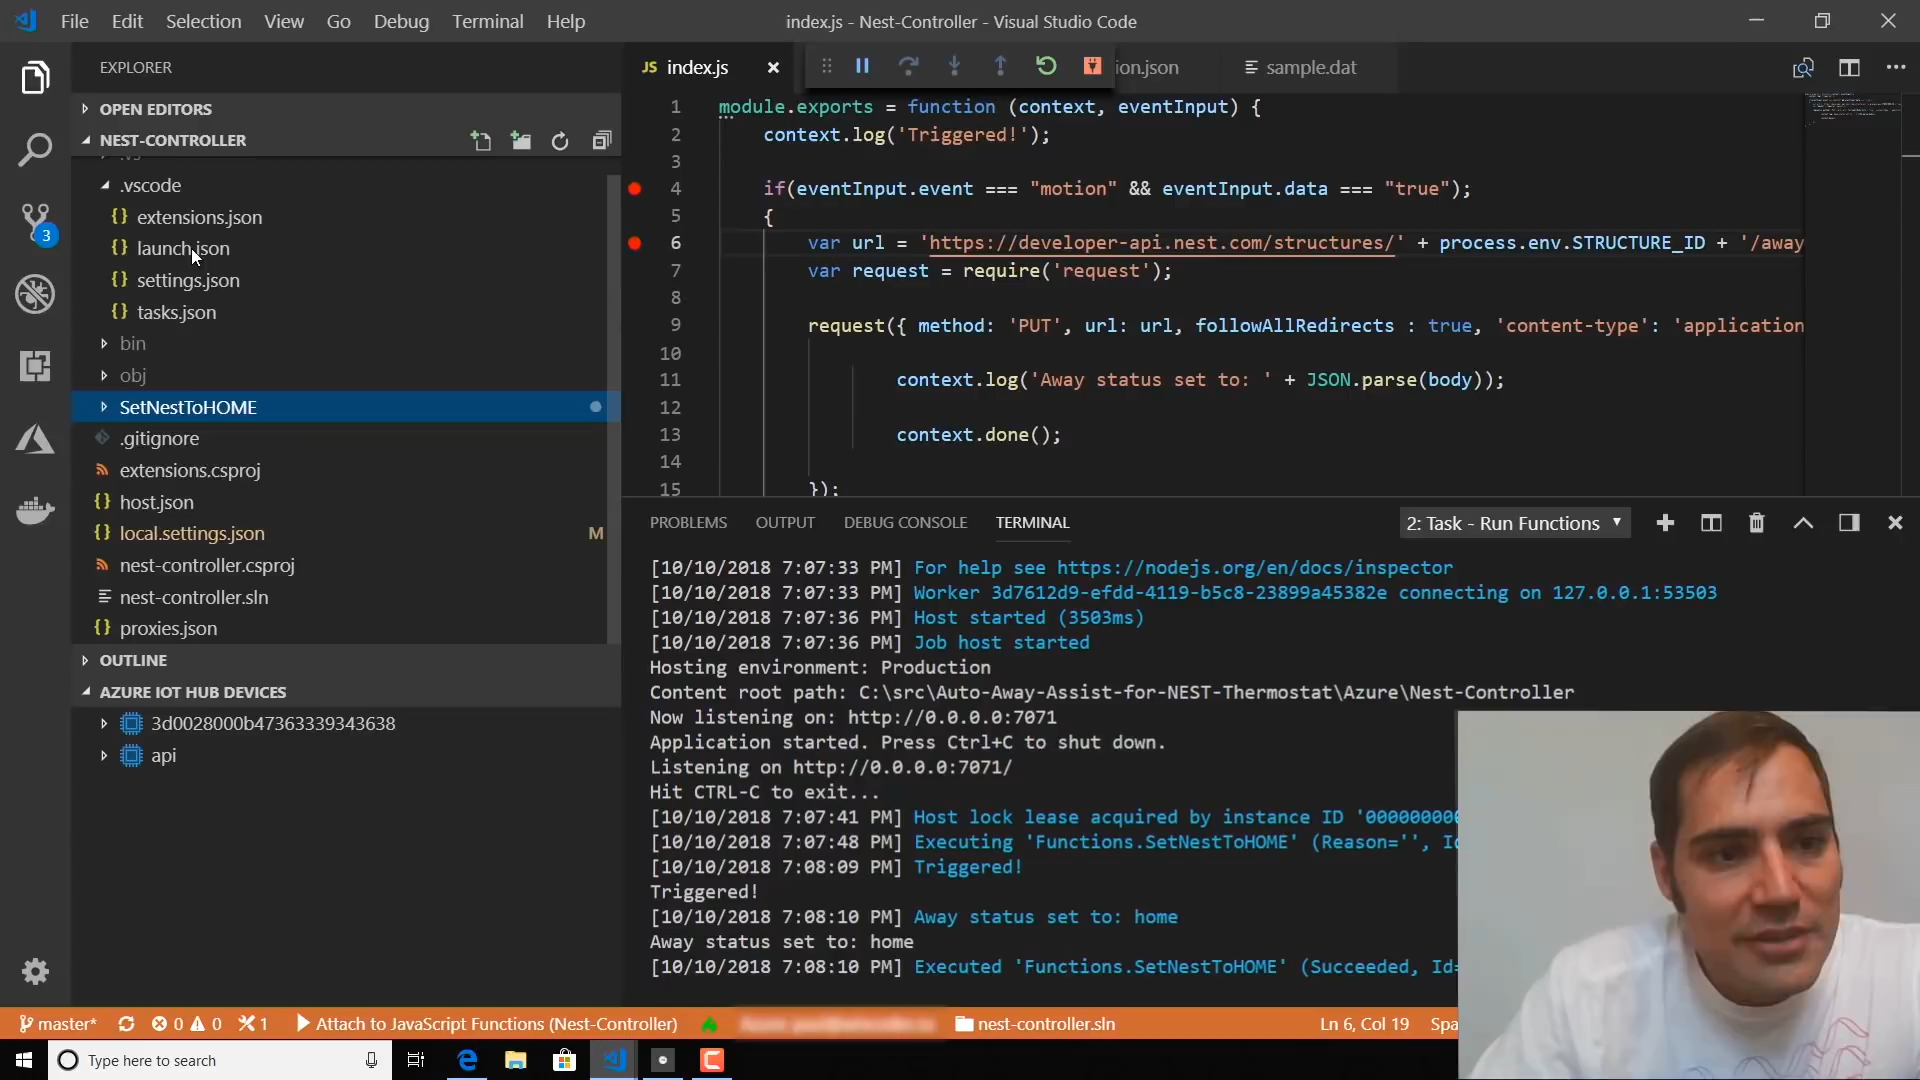 File Edit Selection View Go Debug Terminal Help
index.js - Nest-Controller - Visual Studio Code
EXPLORER
OPEN EDITORS
NEST-CONTROLLER
.vscode
extensions.json
launch.json
settings.json
tasks.json
bin
obj
SetNestToHOME
.gitignore
extensions.csproj
host.json
local.settings.json M
nest-controller.csproj
nest-controller.sln
proxies.json
OUTLINE
AZURE IOT HUB DEVICES
3d0028000b47363339343638
api
3
JS index.js
ion.json
sample.dat
1 module.exports = function (context, eventInput) {
2 context.log('Triggered!');
3
4 if(eventInput.event === "motion" && eventInput.data === "true");
5 {
6 var url = 'https://developer-api.nest.com/structures/' + process.env.STRUCTURE_ID + '/away
7 var request = require('request');
8
9 request({ method: 'PUT', url: url, followAllRedirects : true, 'content-type': 'application
10
11 context.log('Away status set to: ' + JSON.parse(body));
12
13 context.done();
14
15 });
PROBLEMS OUTPUT DEBUG CONSOLE TERMINAL
2: Task - Run Functions
[10/10/2018 7:07:33 PM] For help see https://nodejs.org/en/docs/inspector
[10/10/2018 7:07:33 PM] Worker 3d7612d9-efdd-4119-b5c8-23899a45382e connecting on 127.0.0.1:53503
[10/10/2018 7:07:36 PM] Host started (3503ms)
[10/10/2018 7:07:36 PM] Job host started
Hosting environment: Production
Content root path: C:\src\Auto-Away-Assist-for-NEST-Thermostat\Azure\Nest-Controller
Now listening on: http://0.0.0.0:7071
Application started. Press Ctrl+C to shut down.
Listening on http://0.0.0.0:7071/
Hit CTRL-C to exit...
[10/10/2018 7:07:41 PM] Host lock lease acquired by instance ID '000000000
[10/10/2018 7:07:48 PM] Executing 'Functions.SetNestToHOME' (Reason='', Id
[10/10/2018 7:08:09 PM] Triggered!
Triggered!
[10/10/2018 7:08:10 PM] Away status set to: home
Away status set to: home
[10/10/2018 7:08:10 PM] Executed 'Functions.SetNestToHOME' (Succeeded, Id=
master* 0 0 1 Attach to JavaScript Functions (Nest-Controller) nest-controller.sln Ln 6, Col 19 Spa
Type here to search